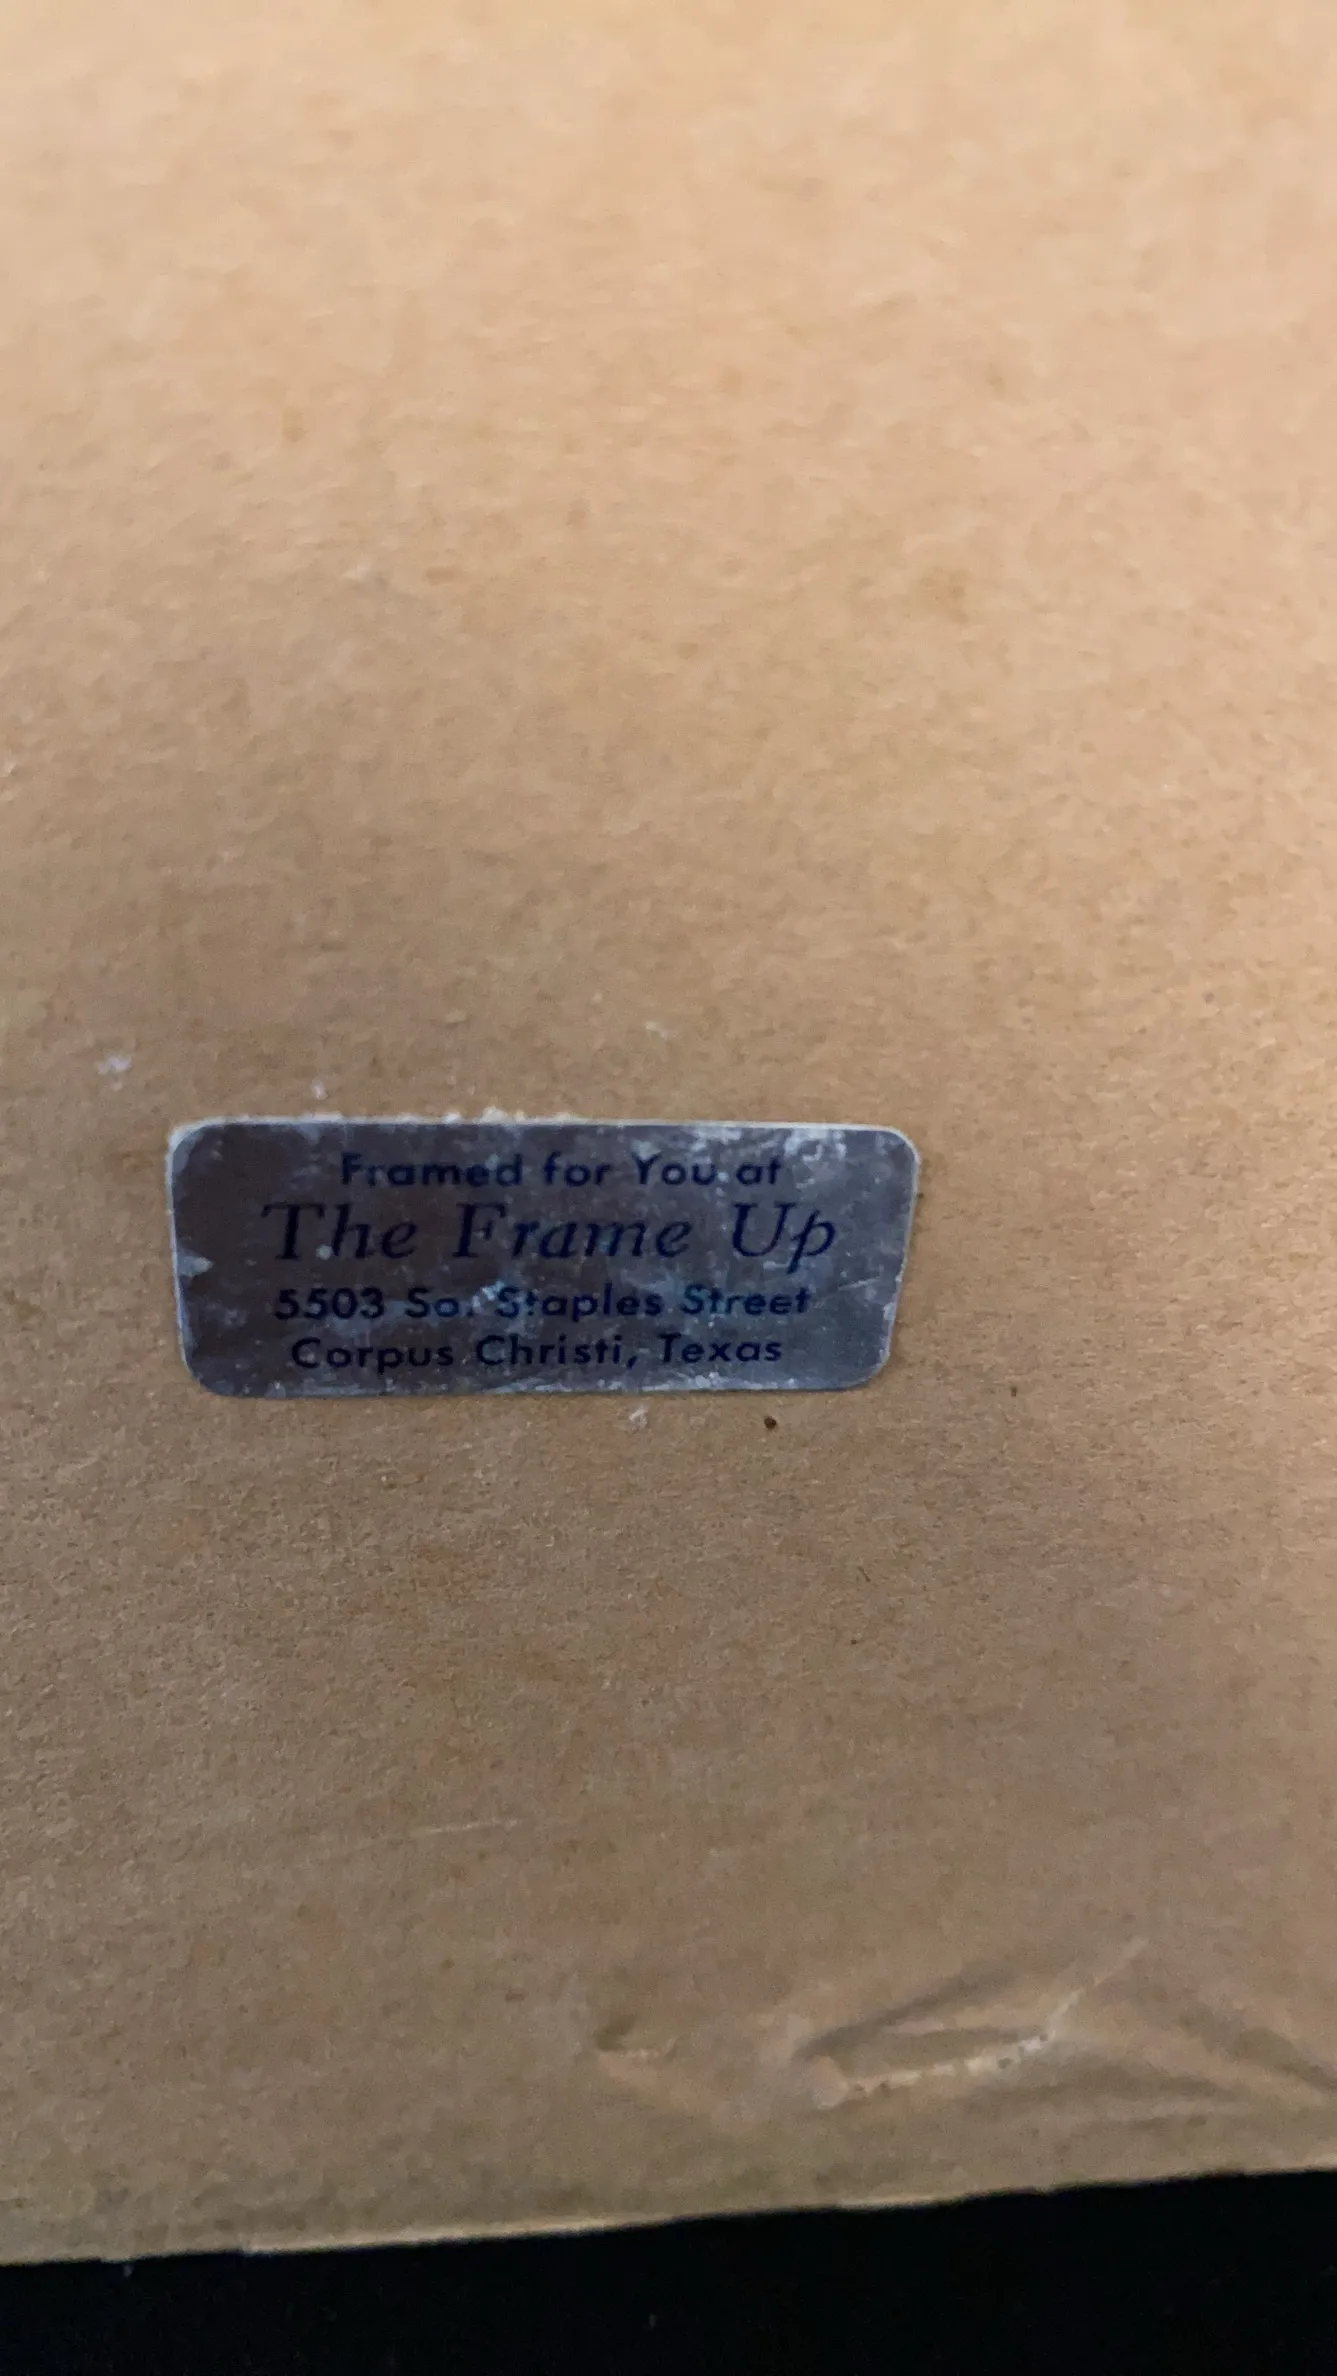 Framed for You at
The Frame Up
5503 So. Staples Street
Corpus Christi, Texas